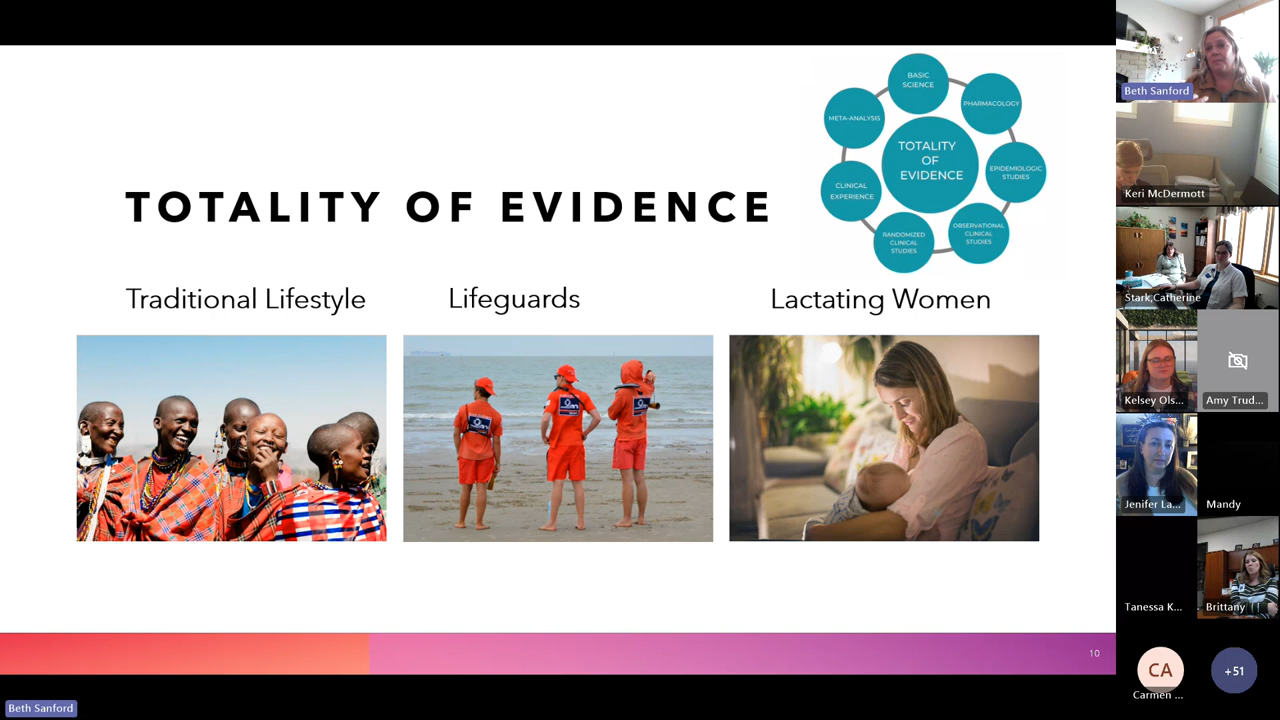 TOTALITY OF EVIDENCE
BASIC
SCIENCE
PHARMACOLOGY
EPIDEMIOLOGIC
STUDIES
OBSERVATIONAL
CLINICAL
STUDIES
RANDOMIZED
CLINICAL
STUDIES
CLINICAL
EXPERIENCE
META-ANALYSIS
TOTALITY
OF
EVIDENCE
Traditional Lifestyle
Lifeguards
Lactating Women
10
Beth Sanford
Beth Sanford
Keri McDermott
Stark,Catherine
Kelsey Ols...
Amy Trud...
Jenifer La...
Mandy
Tanessa K...
Brittany
CA
Carmen ...
+51